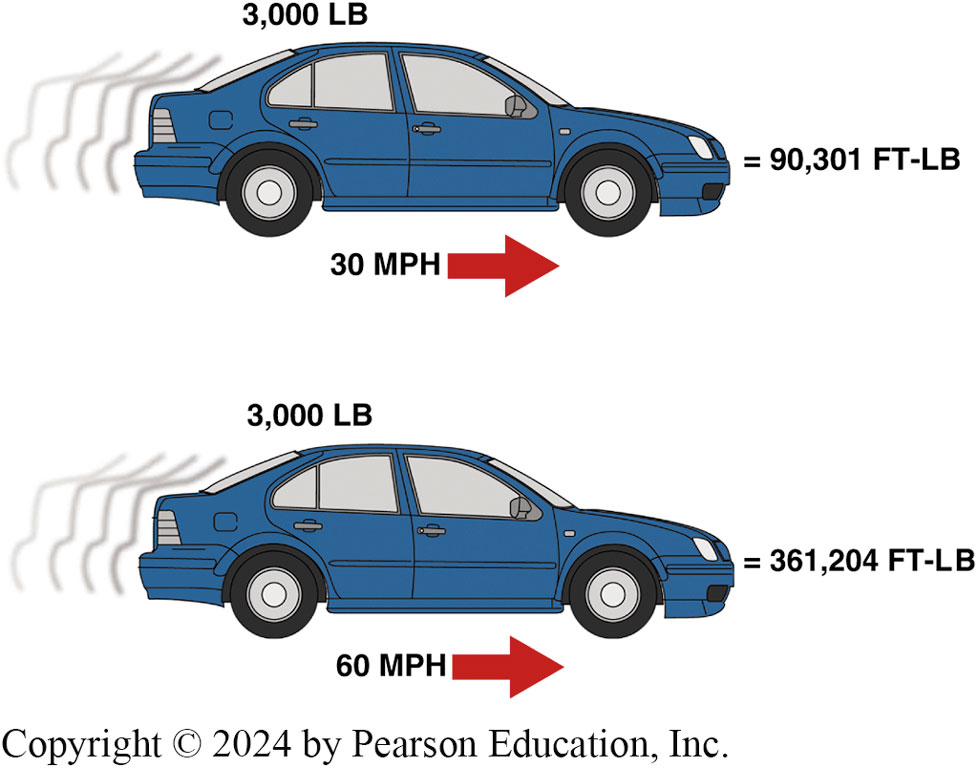 3,000 LB
= 90,301 FT-LB
30 MPH
3,000 LB
= 361,204 FT-LB
60 MPH
Copyright © 2024 by Pearson Education, Inc.